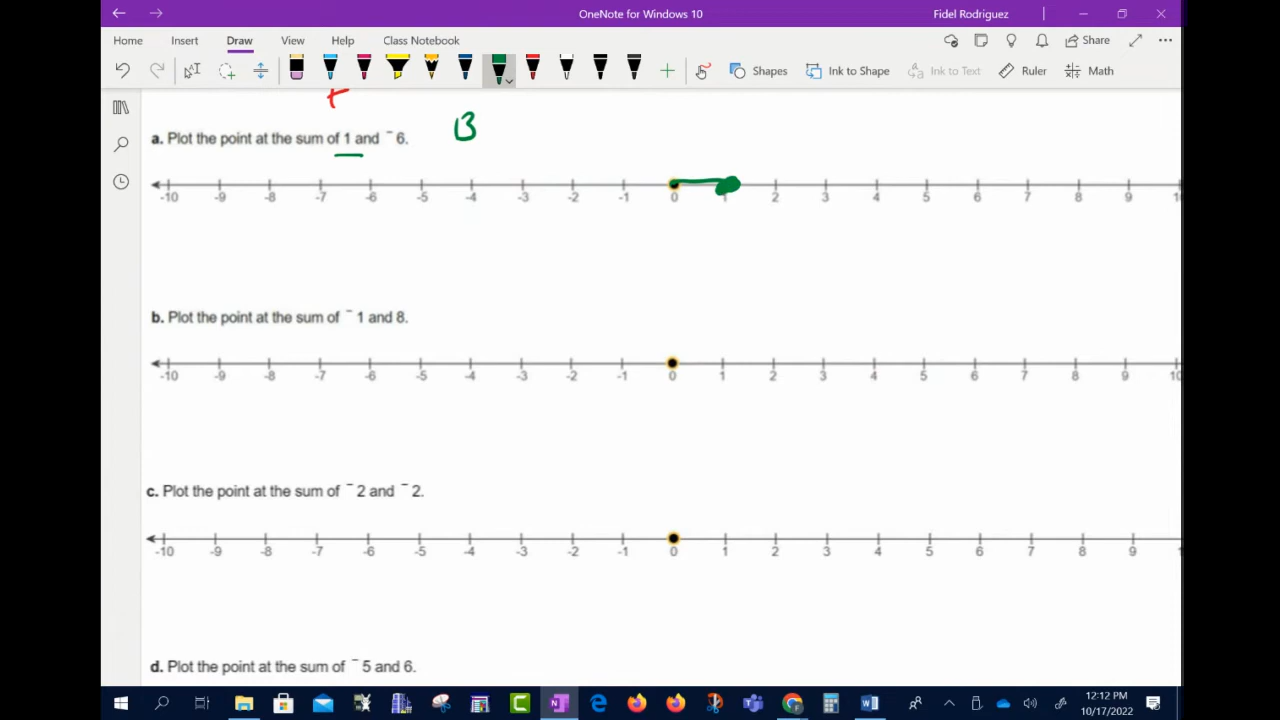 OneNote for Windows 10
Fidel Rodriguez
Home Insert Draw View Help Class Notebook
Share
Shapes Ink to Shape Ink to Text Ruler Math
a. Plot the point at the sum of 1 and ⁻6.
B
-10 -9 -8 -7 -6 -5 -4 -3 -2 -1 0 1 2 3 4 5 6 7 8 9 1
b. Plot the point at the sum of ⁻1 and 8.
-10 -9 -8 -7 -6 -5 -4 -3 -2 -1 0 1 2 3 4 5 6 7 8 9 10
c. Plot the point at the sum of ⁻2 and ⁻2.
-10 -9 -8 -7 -6 -5 -4 -3 -2 -1 0 1 2 3 4 5 6 7 8 9
d. Plot the point at the sum of ⁻5 and 6.
12:12 PM
10/17/2022